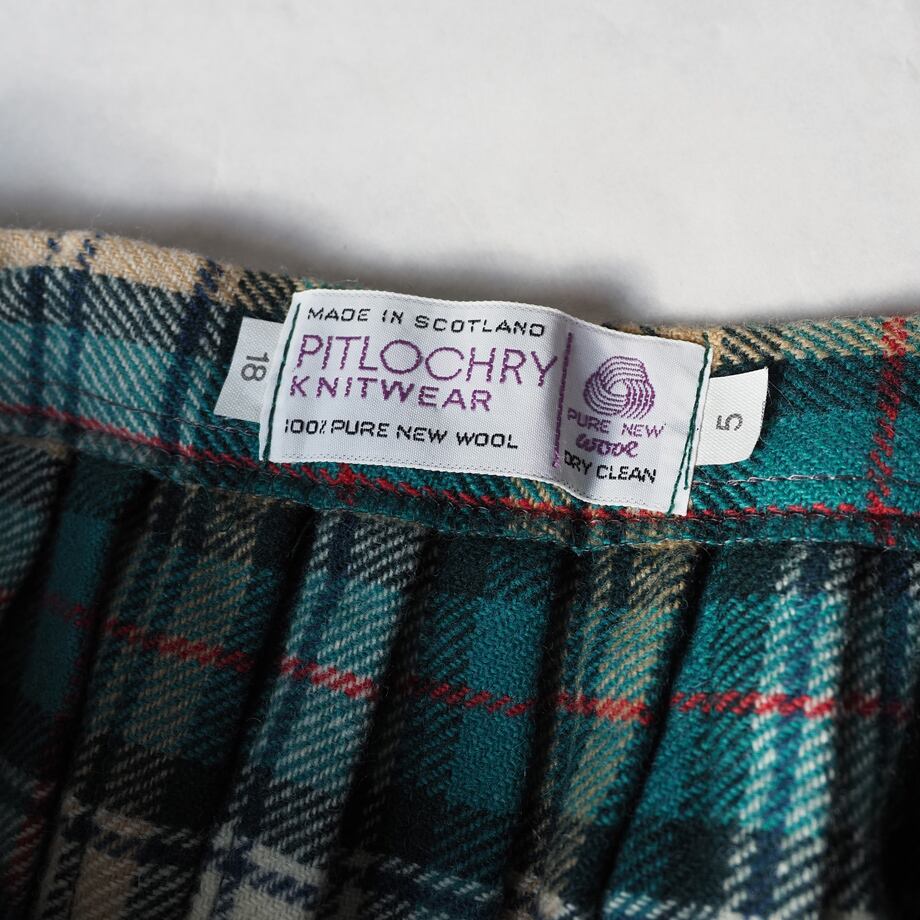 MADE IN SCOTLAND
PITLOCHRY
KNITWEAR
100% PURE NEW WOOL
PURE NEW
wool
DRY CLEAN
18
5